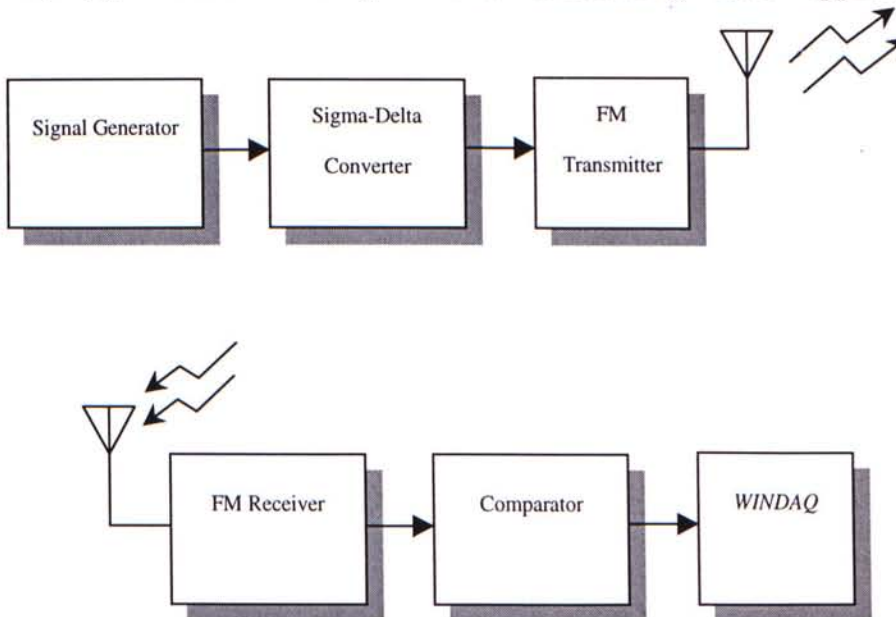 Signal Generator
Sigma-Delta
Converter
FM
Transmitter
FM Receiver
Comparator
WINDAQ